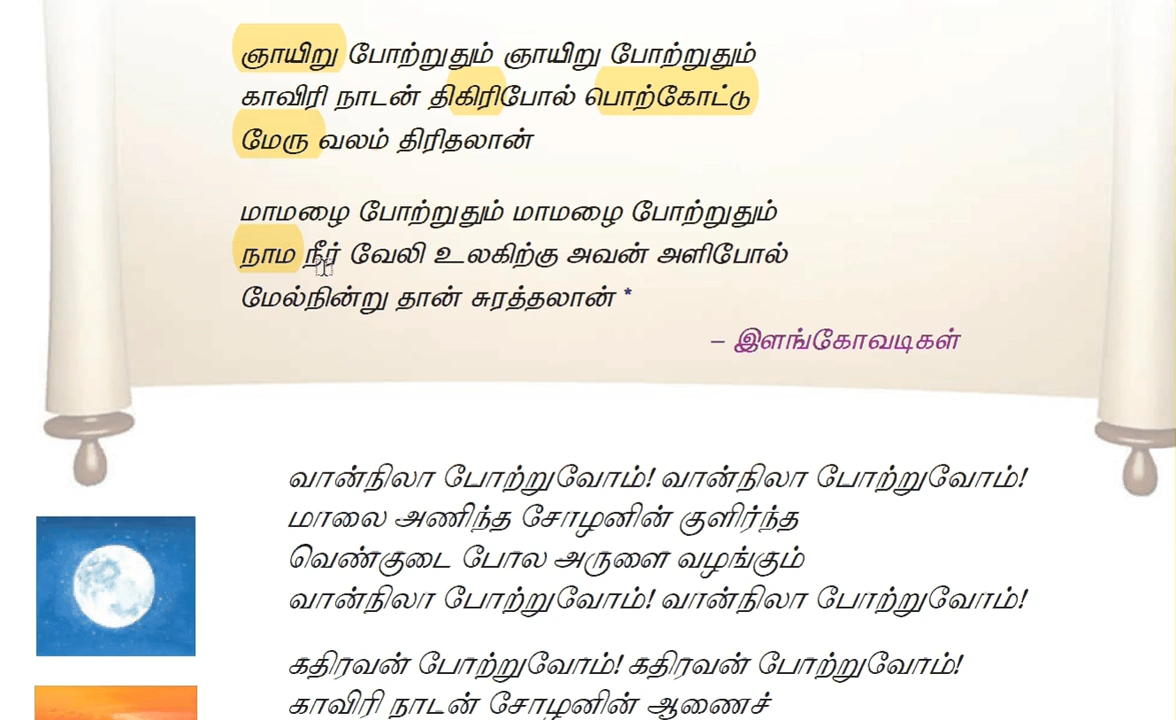 ஞாயிறு போற்றுதும் ஞாயிறு போற்றுதும்
காவிரி நாடன் திகிரிபோல் பொற்கோட்டு
மேரு வலம் திரிதலான்
மாமழை போற்றுதும் மாமழை போற்றுதும்
நாம நீர் வேலி உலகிற்கு அவன் அளிபோல்
மேல்நின்று தான் சுரத்தலான் *
– இளங்கோவடிகள்
வான்நிலா போற்றுவோம்! வான்நிலா போற்றுவோம்!
மாலை அணிந்த சோழனின் குளிர்ந்த
வெண்குடை போல அருளை வழங்கும்
வான்நிலா போற்றுவோம்! வான்நிலா போற்றுவோம்!
கதிரவன் போற்றுவோம்! கதிரவன் போற்றுவோம்!
காவிரி நாடன் சோழனின் ஆணைச்